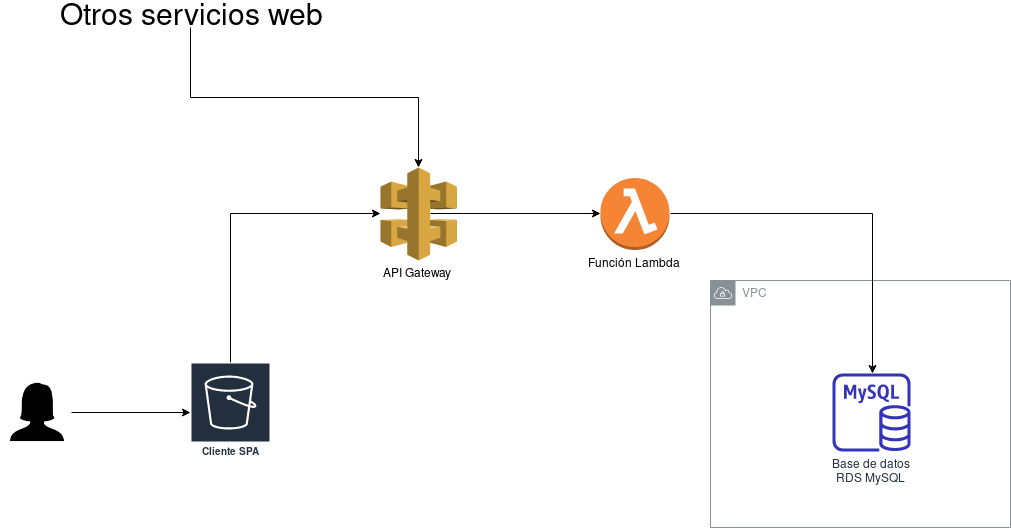 Otros servicios web
API Gateway
Función Lambda
VPC
Cliente SPA
MySQL
Base de datos
RDS MySQL